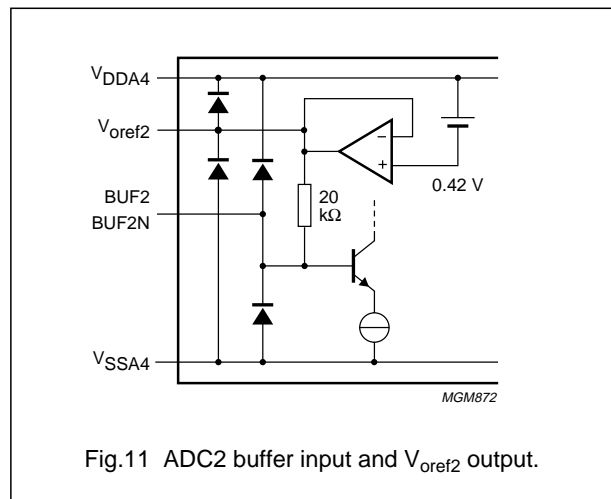 VDDA4
Voref2
BUF2
BUF2N
VSSA4
−
+
0.42 V
20
kΩ
MGM872
Fig.11 ADC2 buffer input and Voref2 output.